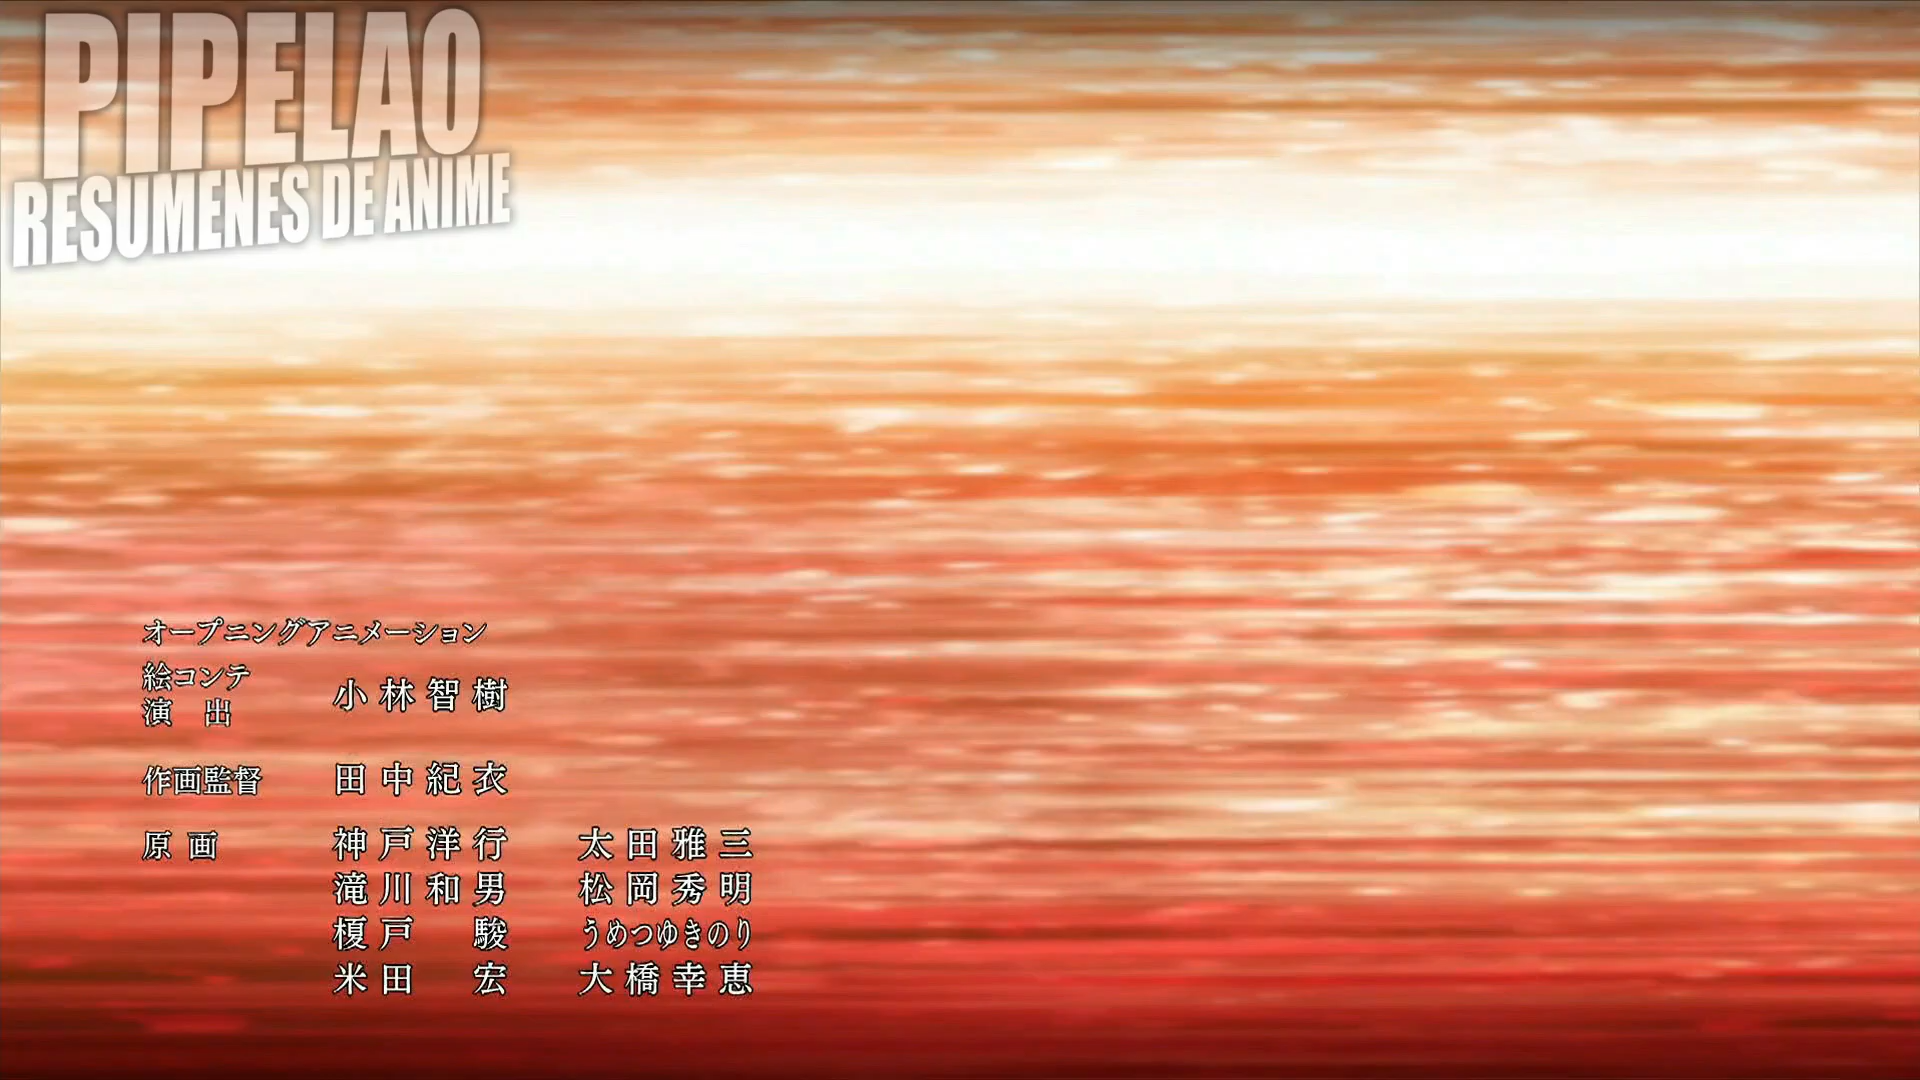 PIPELAO
RESUMENES DE ANIME
オープニングアニメーション
絵コンテ
演 出 小林智樹
作画監督 田中紀衣
原 画 神戸洋行 太田雅三
滝川和男 松岡秀明
榎戸 駿 うめつゆきのり
米田 宏 大橋幸恵